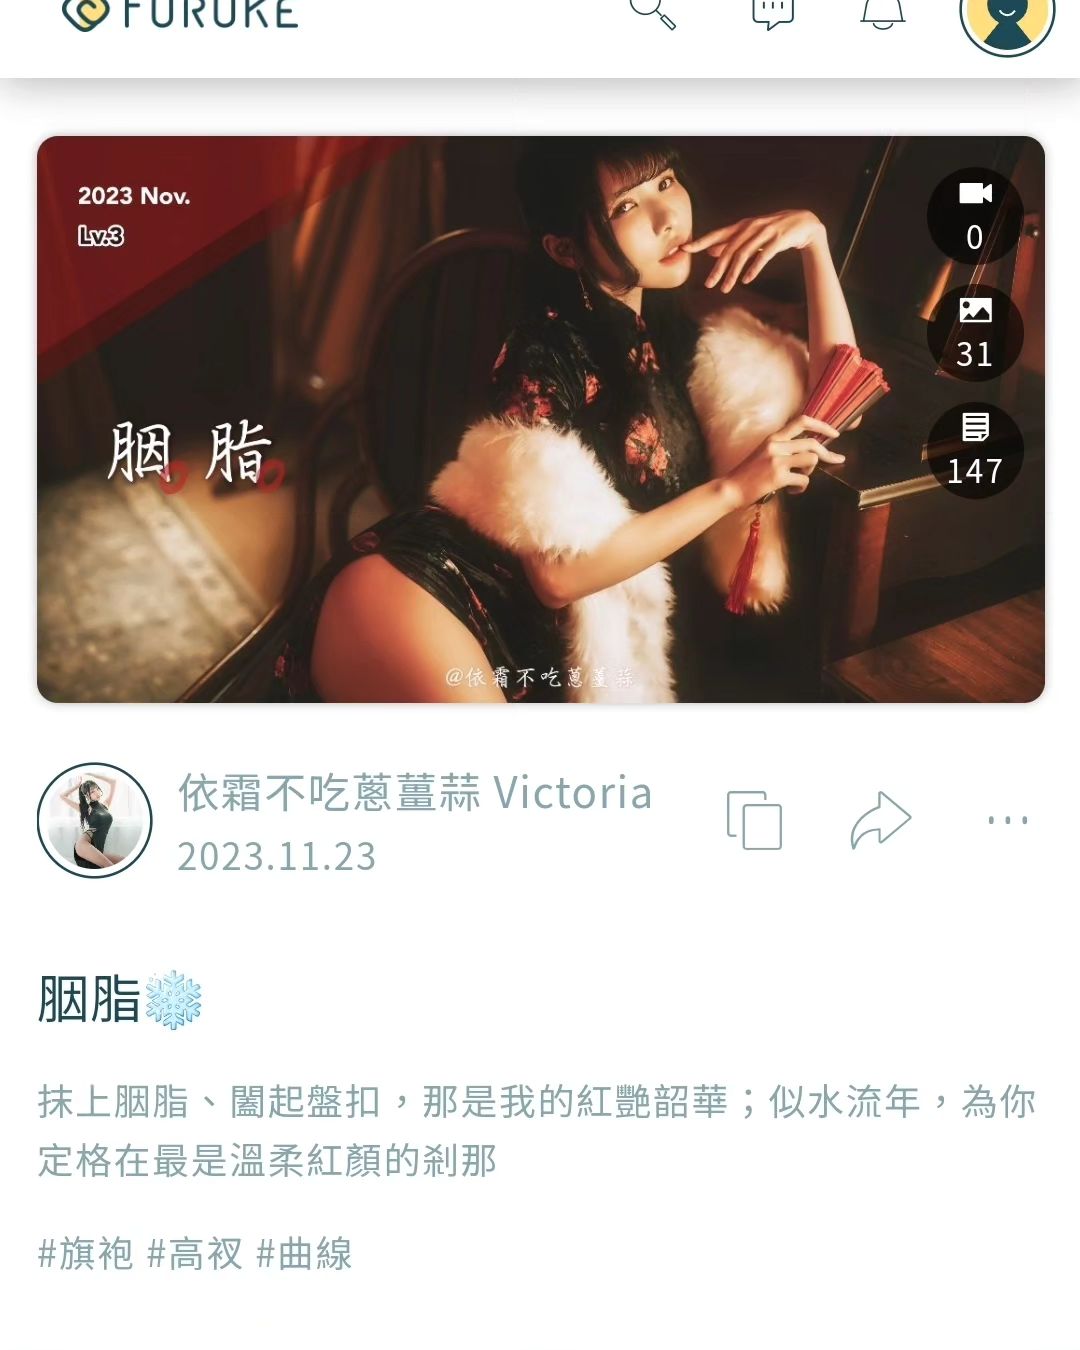 FURUKE
2023 Nov.
Lv.3
0
31
147
胭脂
@依霜不吃蔥薑蒜
依霜不吃蔥薑蒜 Victoria
2023.11.23
胭脂❄️
抹上胭脂、闔起盤扣，那是我的紅艷韶華；似水流年，為你
定格在最是溫柔紅顏的剎那
#旗袍 #高衩 #曲線